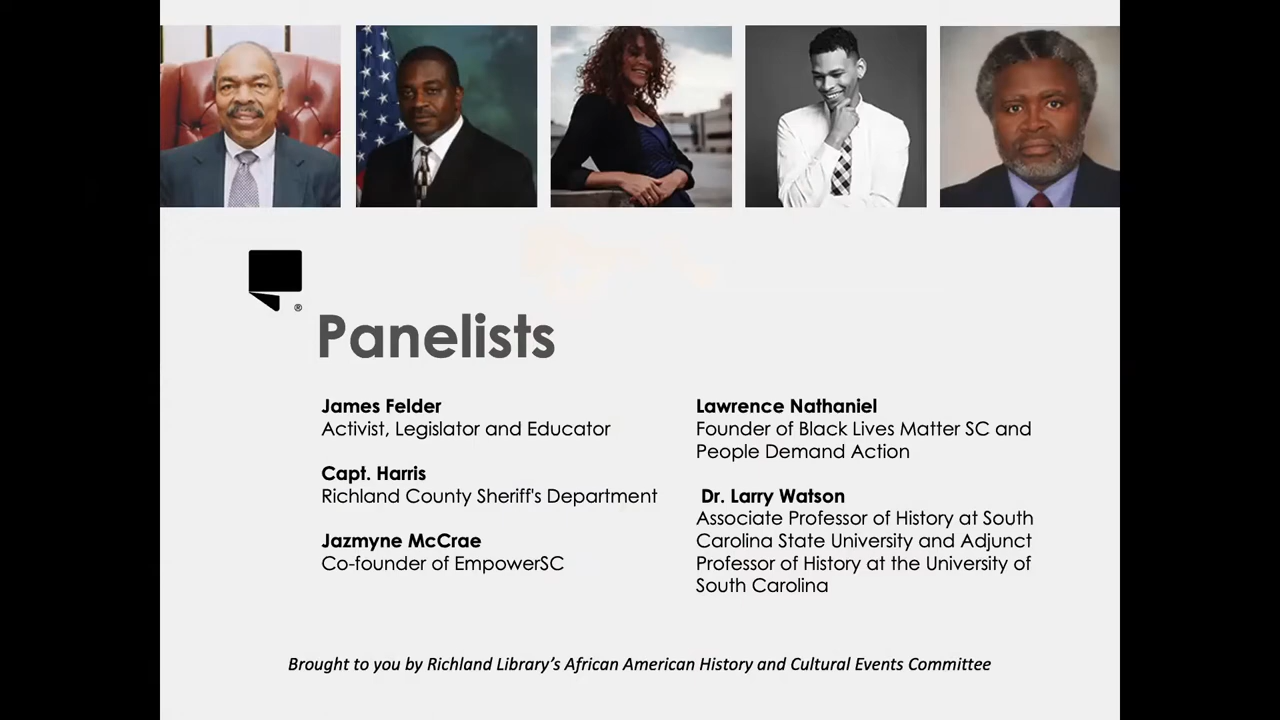 ®
Panelists
James Felder
Activist, Legislator and Educator
Capt. Harris
Richland County Sheriff's Department
Jazmyne McCrae
Co-founder of EmpowerSC
Lawrence Nathaniel
Founder of Black Lives Matter SC and
People Demand Action
Dr. Larry Watson
Associate Professor of History at South
Carolina State University and Adjunct
Professor of History at the University of
South Carolina
Brought to you by Richland Library’s African American History and Cultural Events Committee